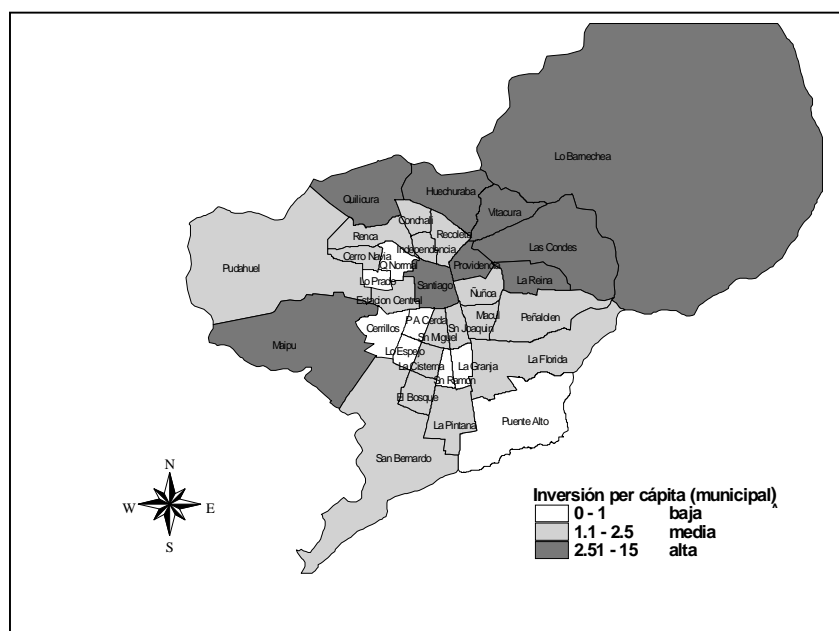 Lo Barnechea
Quilicura
Huechuraba
Vitacura
Conchali
Renca
Recoleta
Independencia
Las Condes
Cerro Navia
Q Normal
Pudahuel
Providencia
La Reina
Lo Prado
Santiago
Ñuñoa
Estacion Central
P A Cerda
Macul
Peñalolen
Cerrillos
Sn Joaquin
Sn Miguel
Maipu
Lo Espejo
La Florida
La Cisterna
La Granja
Sn Ramón
El Bosque
La Pintana
Puente Alto
San Bernardo
N
W
E
S
Inversión per cápita (municipal)^
0 - 1 baja
1.1 - 2.5 media
2.51 - 15 alta